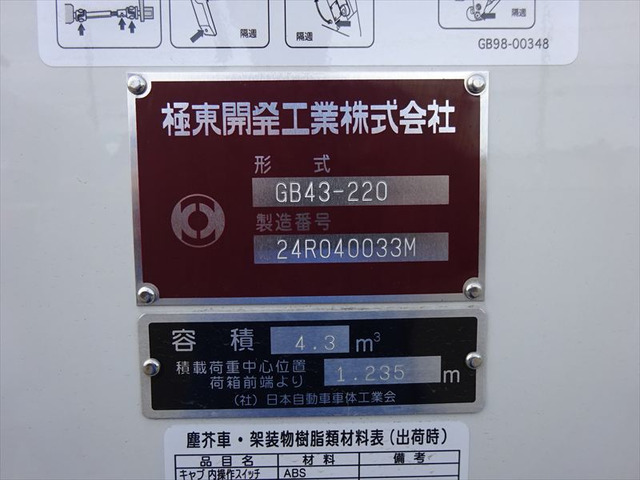 隔週 隔週 隔週
GB98-00348
極東開発工業株式会社
形 式
GB43-220
製造番号
24R040033M
容 積 4.3 m³
積載荷重中心位置
荷箱前端より 1.235 m
(社)日本自動車車体工業会
塵芥車・架装物樹脂類材料表(出荷時)
品目名 材料 備考
キャブ内操作スイッチ ABS